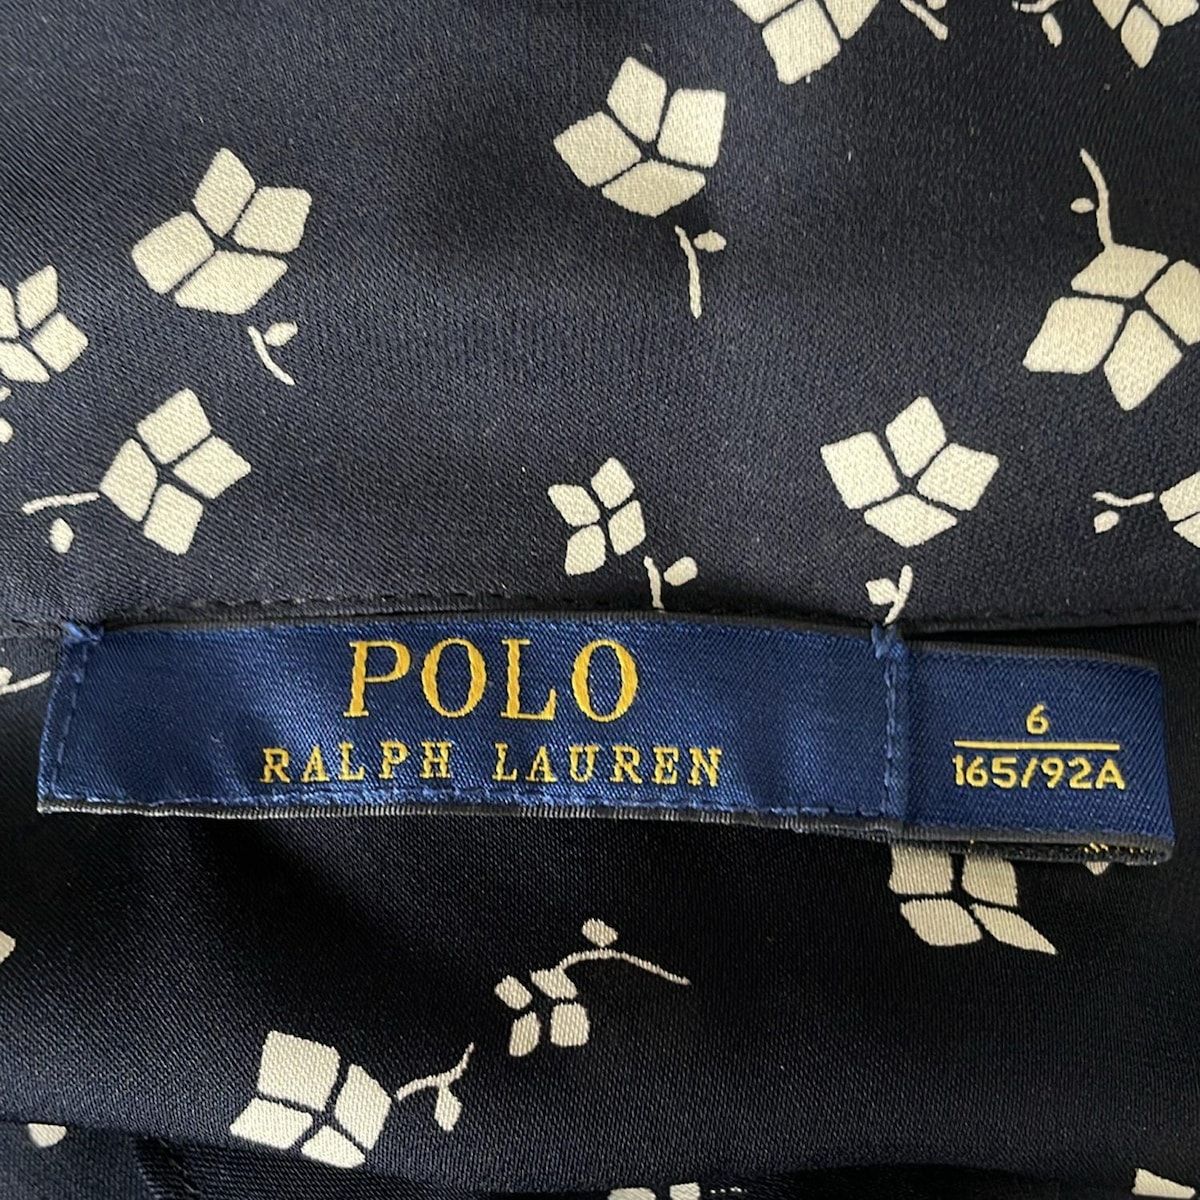 POLO
RALPH LAUREN
6
165/92A